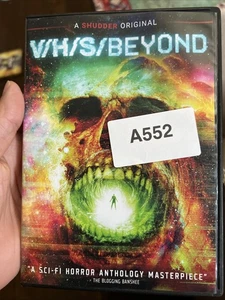 A SHUDDER ORIGINAL
V/H/S/BEYOND
A552
"A SCI-FI HORROR ANTHOLOGY MASTERPIECE"
- THE BLOGGING BANSHEE